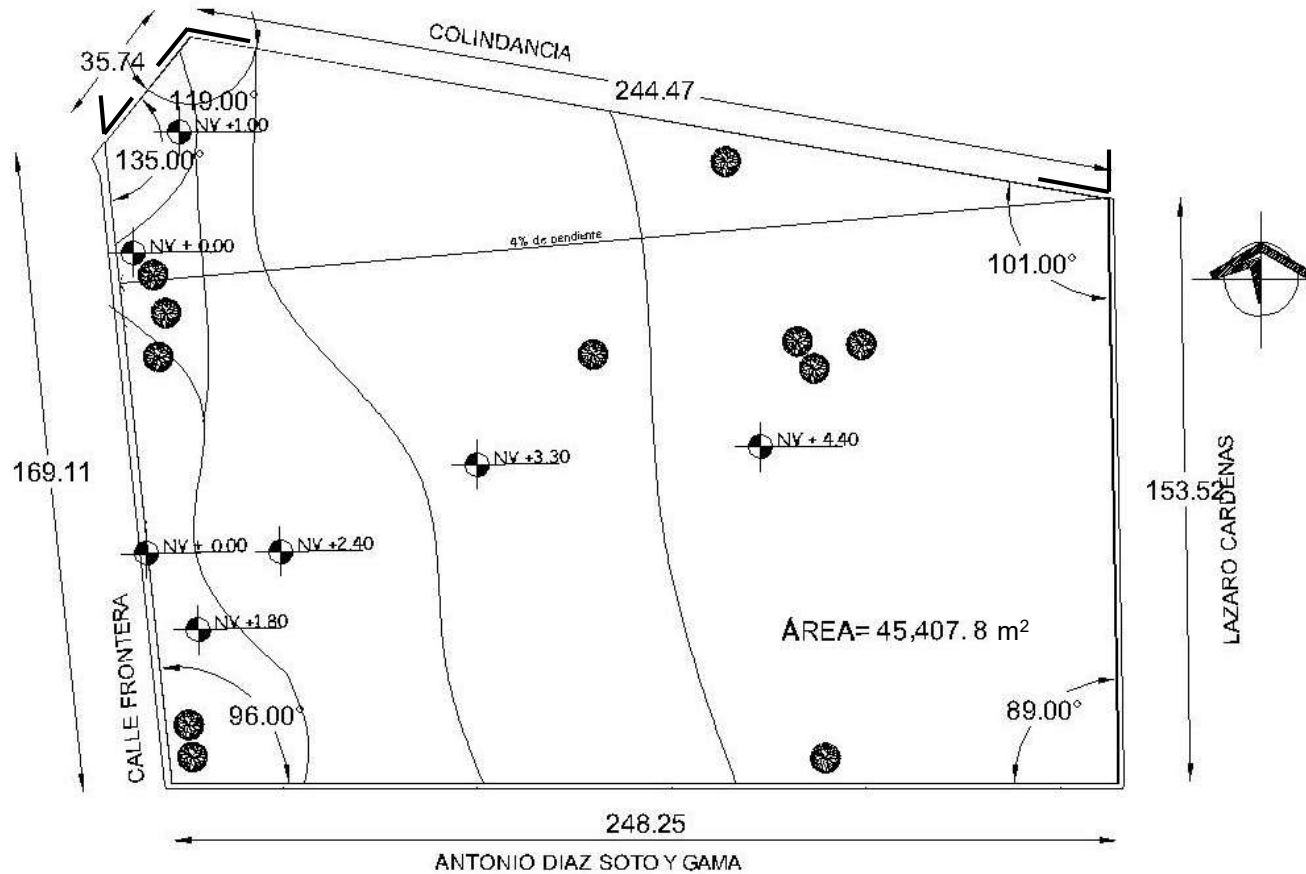 COLINDANCIA
35.74
244.47
119.00°
NV +1.00
135.00°
NV + 0.00
4% de pendiente
101.00°
169.11
NV +3.30
NV + 4.40
153.52
LAZARO CARDENAS
NV + 0.00
NV +2.40
NV +1.80
ÁREA= 45,407. 8 m²
CALLE FRONTERA
96.00°
89.00°
248.25
ANTONIO DIAZ SOTO Y GAMA